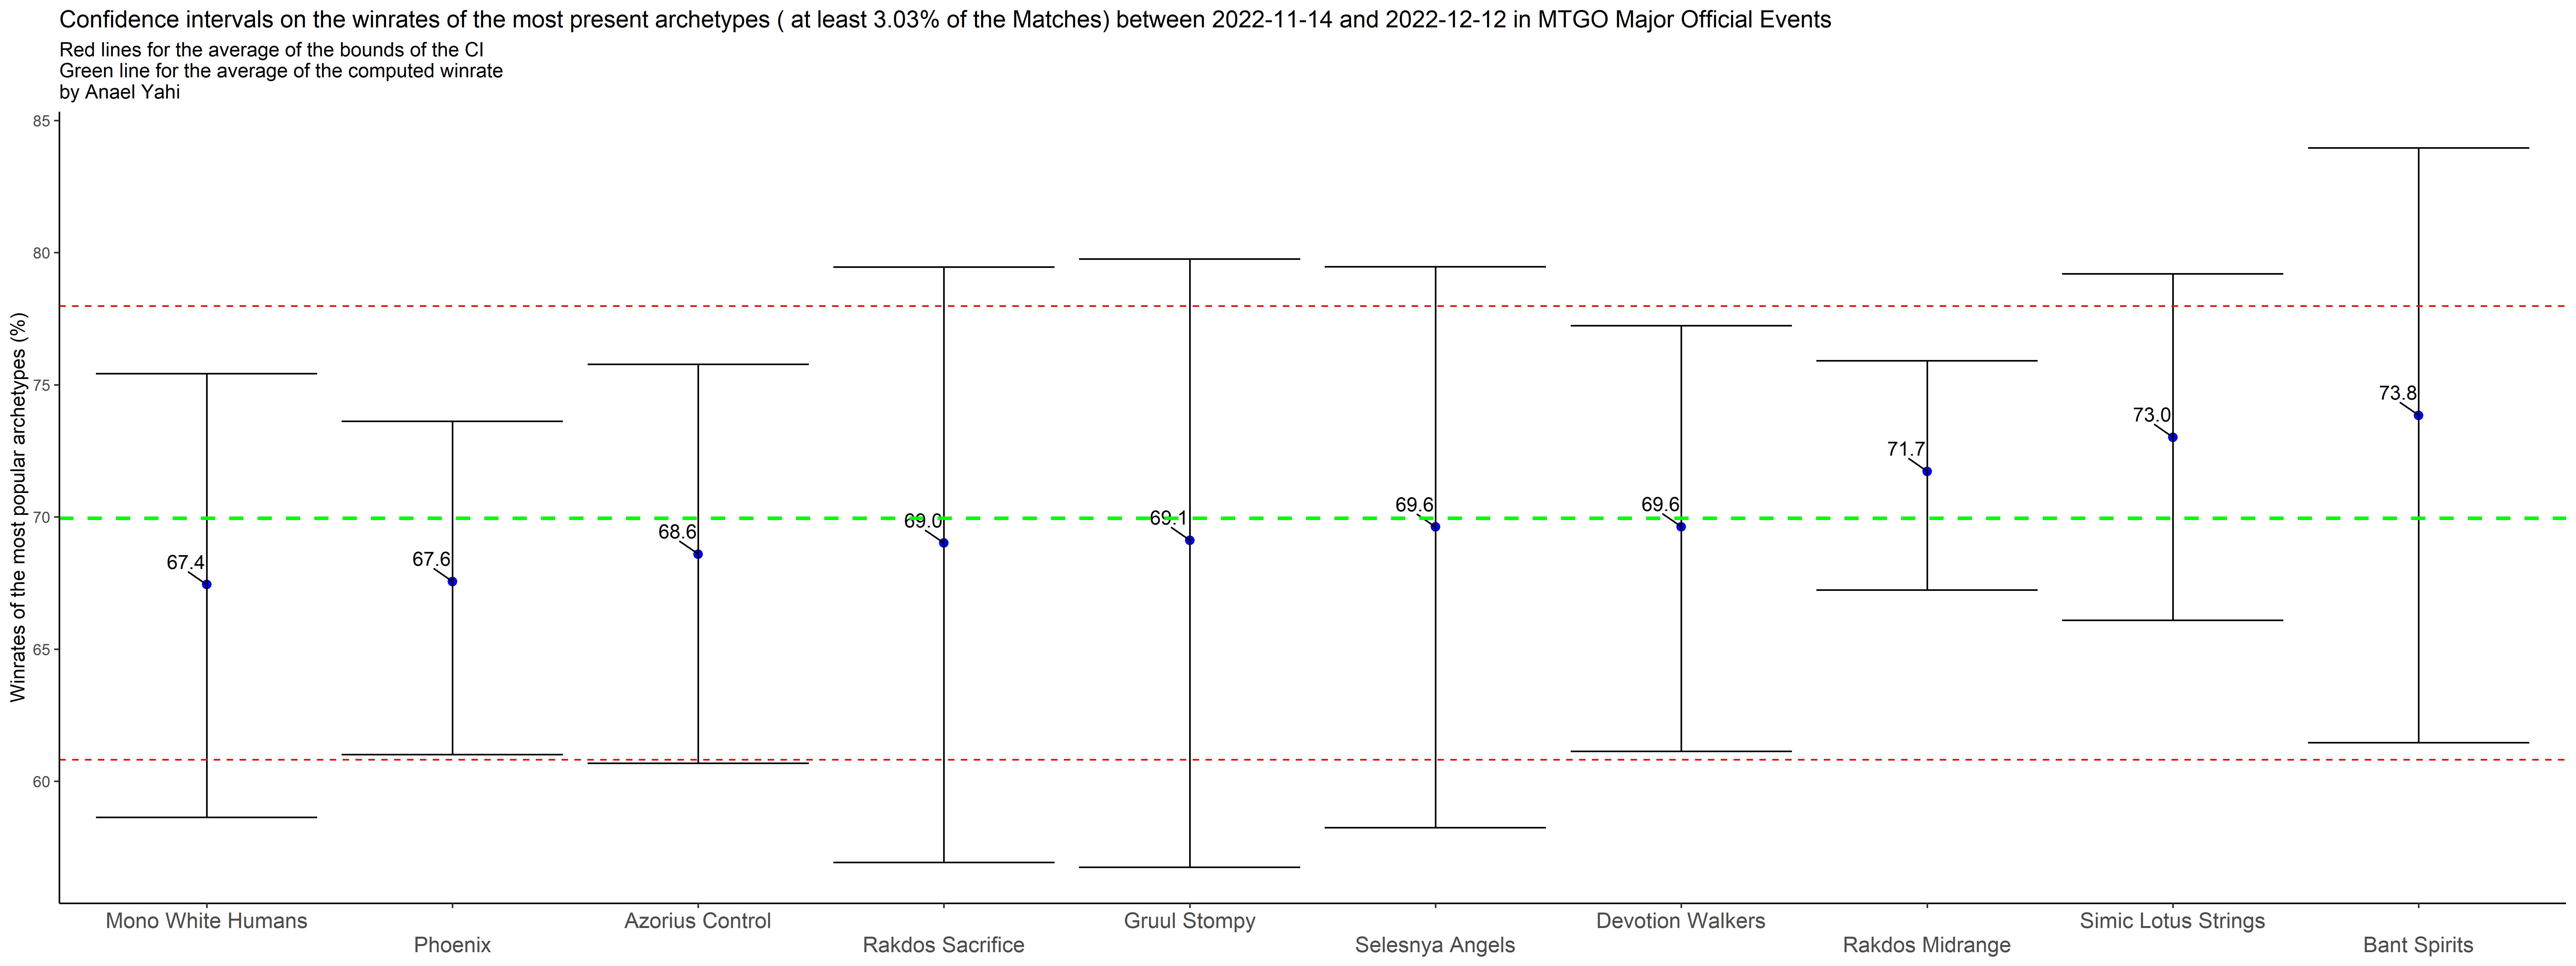 Confidence intervals on the winrates of the most present archetypes ( at least 3.03% of the Matches) between 2022-11-14 and 2022-12-12 in MTGO Major Official Events
Red lines for the average of the bounds of the CI
Green line for the average of the computed winrate
by Anael Yahi
Winrates of the most popular archetypes (%)
85
80
75
70
65
60
67.4
67.6
68.6
69.0
69.1
69.6
69.6
71.7
73.0
73.8
Mono White Humans
Phoenix
Azorius Control
Rakdos Sacrifice
Gruul Stompy
Selesnya Angels
Devotion Walkers
Rakdos Midrange
Simic Lotus Strings
Bant Spirits